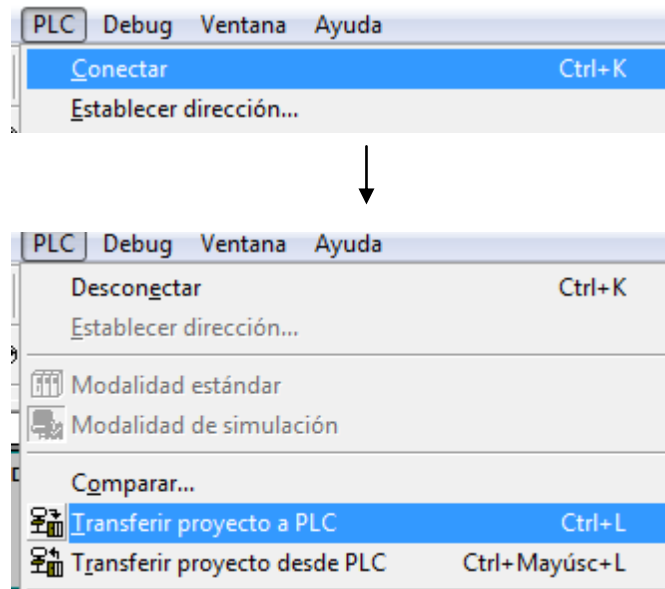 PLC Debug Ventana Ayuda
Conectar Ctrl+K
Establecer dirección...
PLC Debug Ventana Ayuda
Desconectar Ctrl+K
Establecer dirección...
Modalidad estándar
Modalidad de simulación
Comparar...
Transferir proyecto a PLC Ctrl+L
Transferir proyecto desde PLC Ctrl+Mayúsc+L